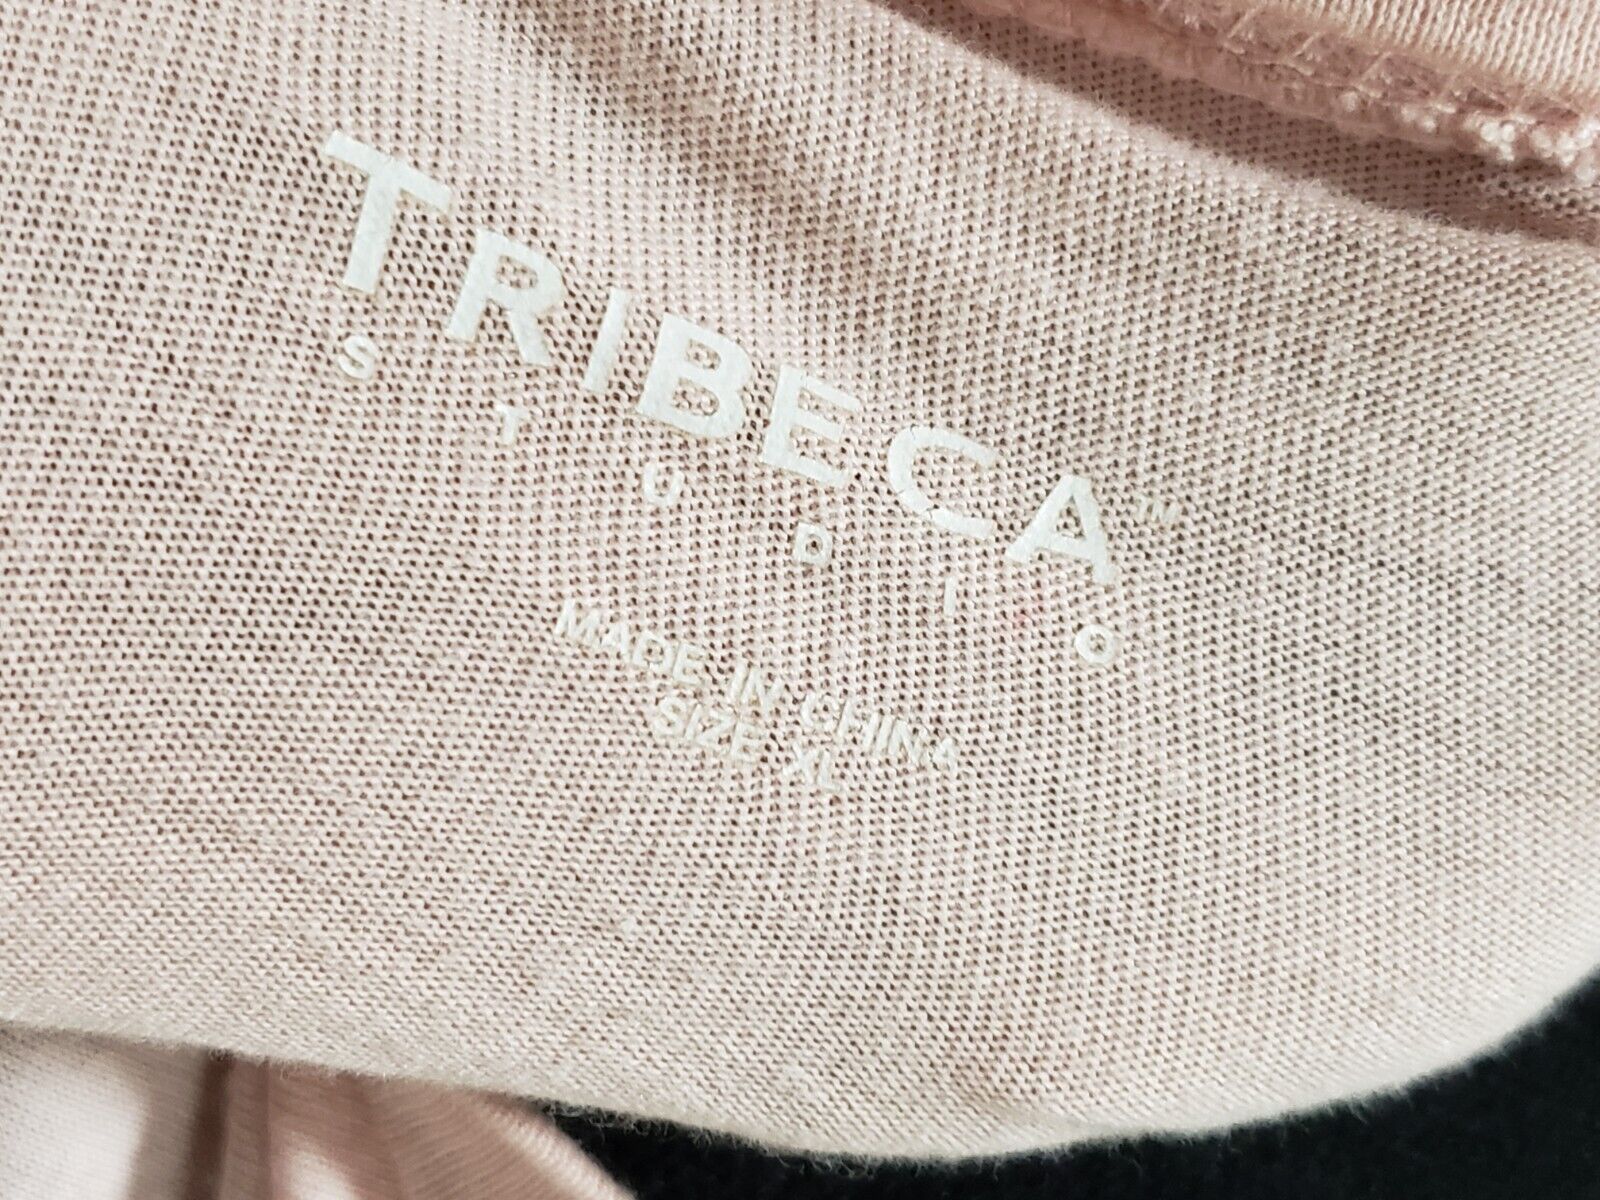 TRIBECA™
STUDIO
MADE IN CHINA
SIZE XL